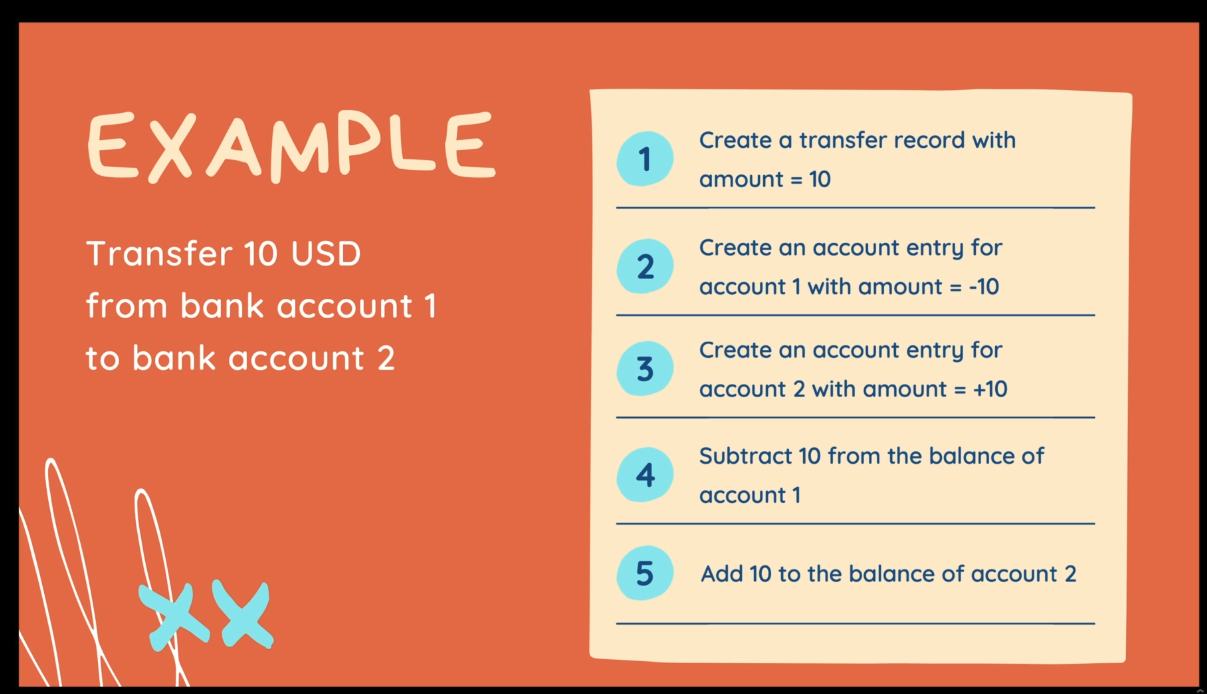 EXAMPLE
Transfer 10 USD
from bank account 1
to bank account 2
1
Create a transfer record with
amount = 10
2
Create an account entry for
account 1 with amount = -10
3
Create an account entry for
account 2 with amount = +10
4
Subtract 10 from the balance of
account 1
5
Add 10 to the balance of account 2